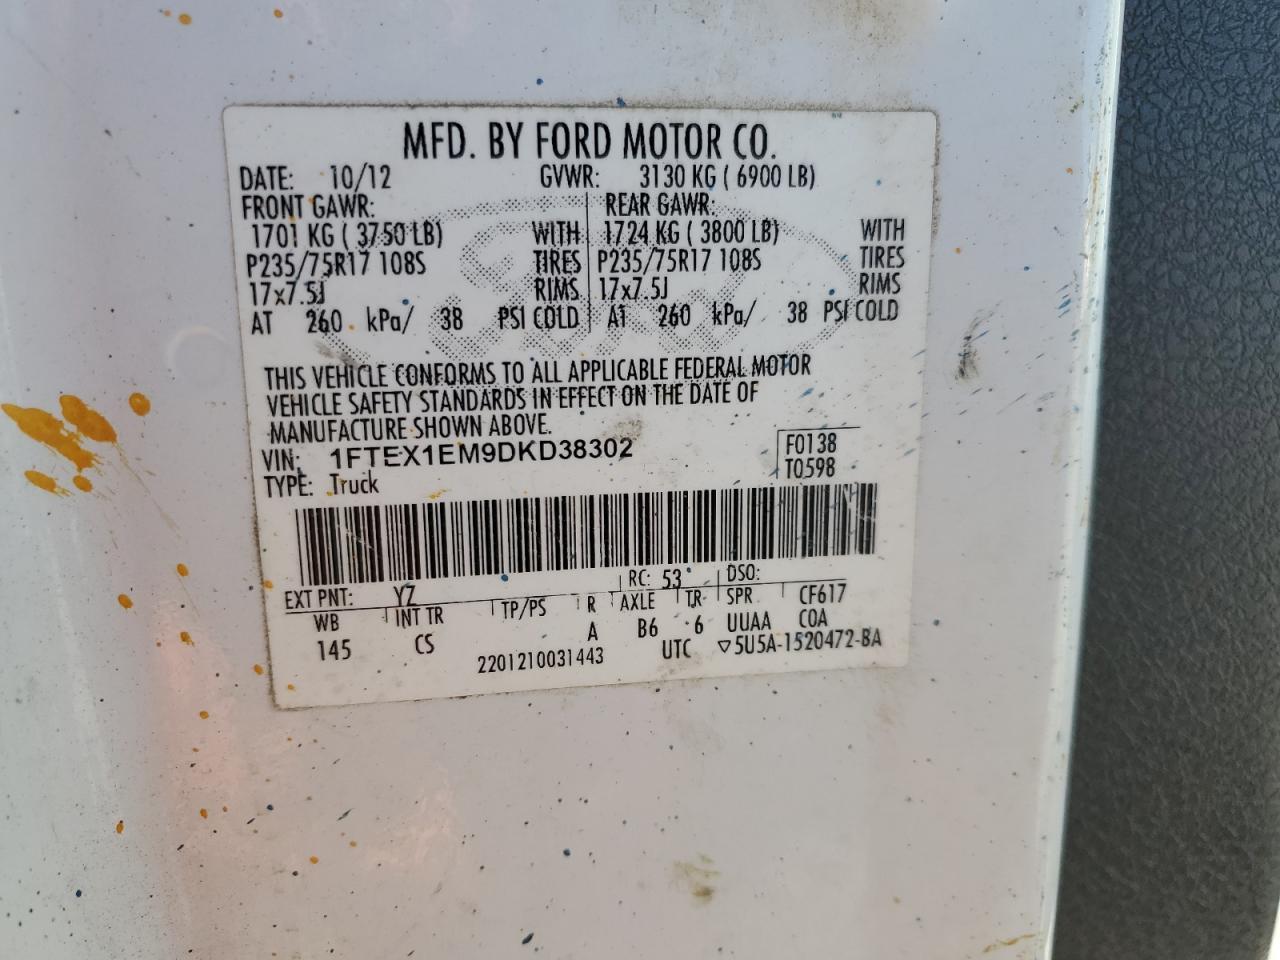 MFD. BY FORD MOTOR CO.
DATE: 10/12 GVWR: 3130 KG ( 6900 LB)
FRONT GAWR: REAR GAWR:
1701 KG ( 3750 LB) WITH 1724 KG ( 3800 LB) WITH
P235/75R17 108S TIRES P235/75R17 108S TIRES
17x7.5J RIMS 17x7.5J RIMS
AT 260 kPa/ 38 PSI COLD AT 260 kPa/ 38 PSI COLD
THIS VEHICLE CONFORMS TO ALL APPLICABLE FEDERAL MOTOR
VEHICLE SAFETY STANDARDS IN EFFECT ON THE DATE OF
MANUFACTURE SHOWN ABOVE.
VIN: 1FTEX1EM9DKD38302 F0138
TYPE: Truck T0598
EXT PNT: YZ RC: 53 DSO:
WB INT TR TP/PS R AXLE TR SPR CF617
145 CS A B6 6 UUAA COA
2201210031443 UTC ▽5U5A-1520472-BA